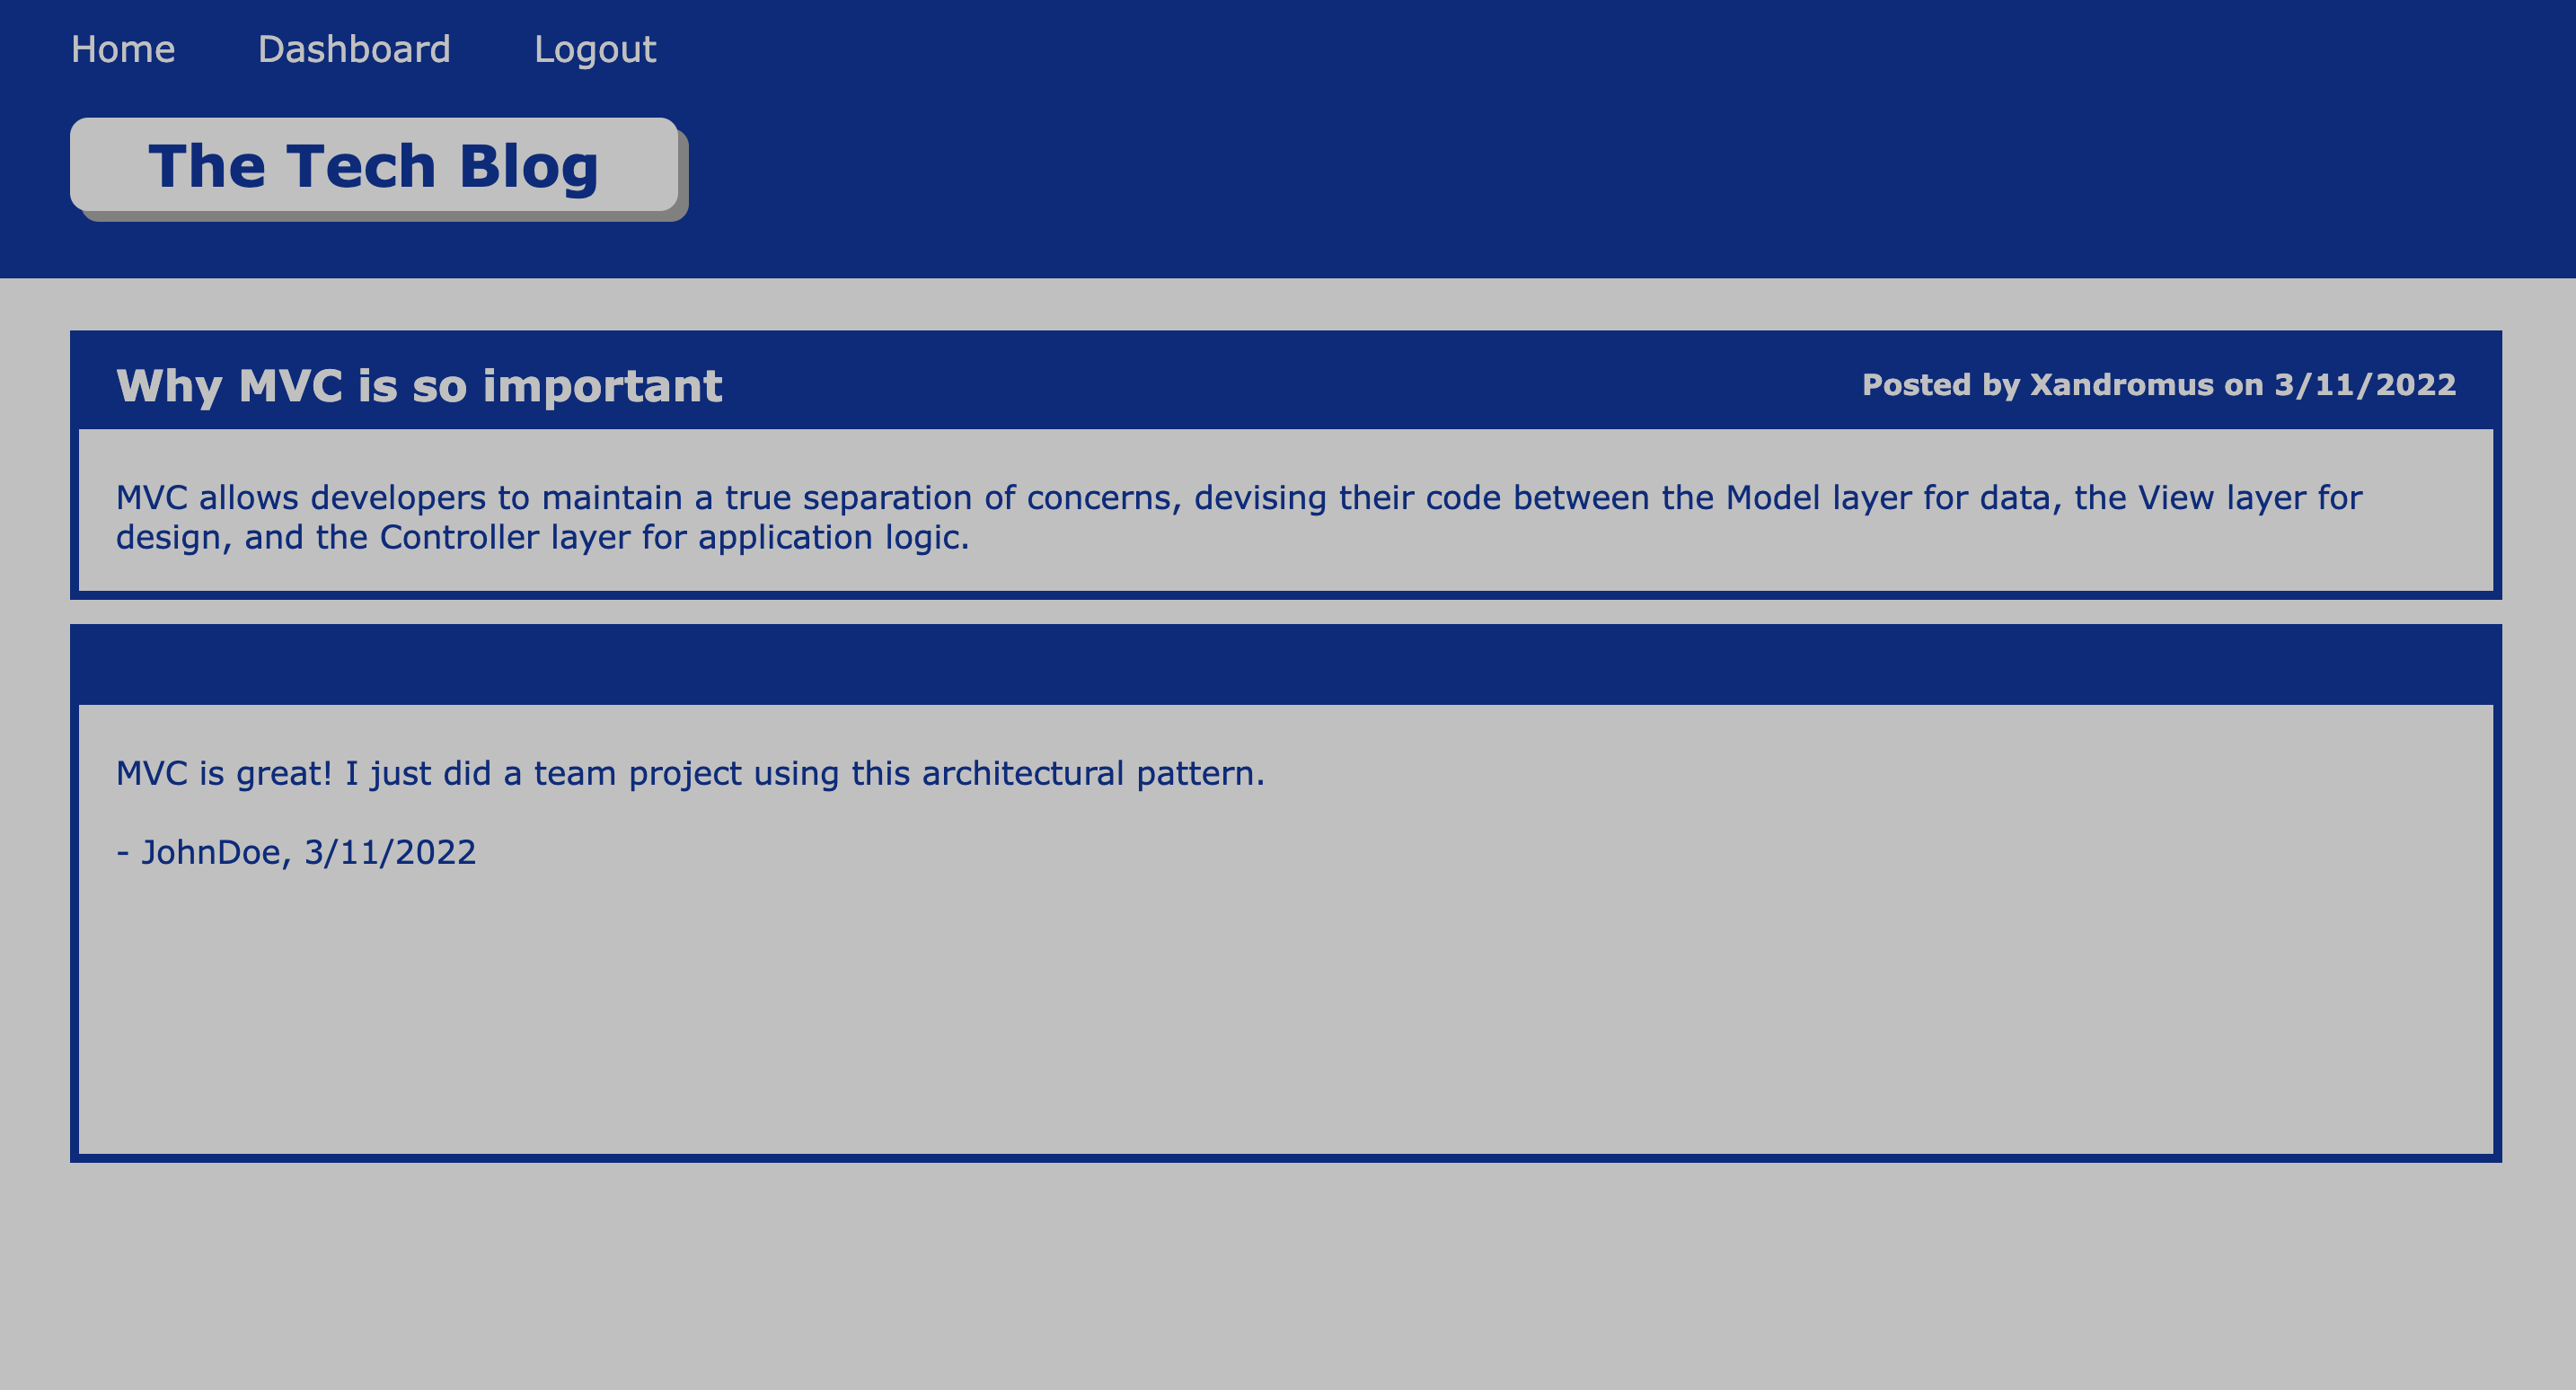 Home Dashboard Logout
The Tech Blog
Why MVC is so important
Posted by Xandromus on 3/11/2022
MVC allows developers to maintain a true separation of concerns, devising their code between the Model layer for data, the View layer for
design, and the Controller layer for application logic.
MVC is great! I just did a team project using this architectural pattern.
- JohnDoe, 3/11/2022